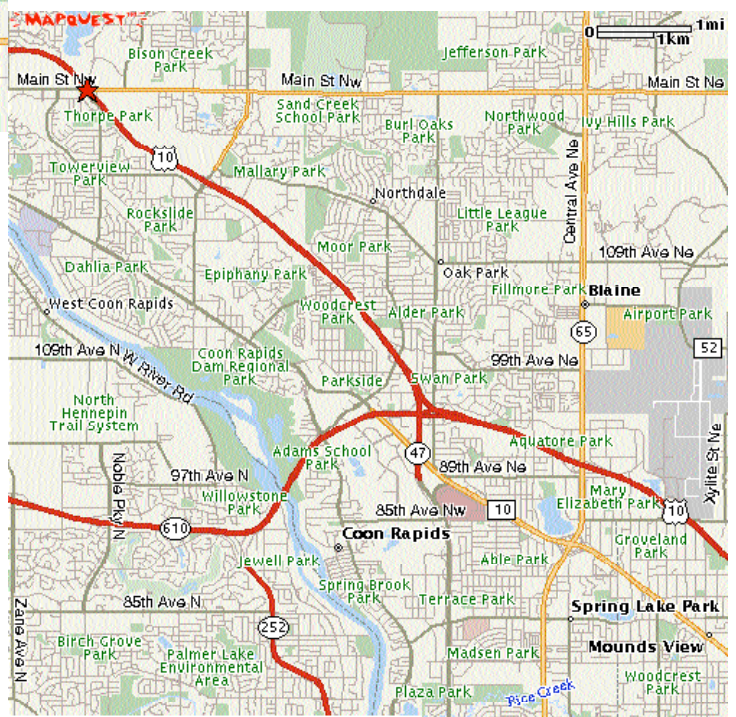 MAPQUEST
0 1mi
1km
Bison Creek
Park
Jefferson Park
Main St Nw
Main St Nw
Main St Ne
Thorpe Park
Sand Creek
School Park
Burl Oaks
Park
Northwood
Park
Ivy Hills Park
10
Towerview
Park
Mallary Park
Northdale
Central Ave Ne
Rockslide
Park
Little League
Park
Moor Park
109th Ave Ne
Dahlia Park
Epiphany Park
Oak Park
Fillmore Park
Blaine
West Coon Rapids
Woodcrest
Park
Alder Park
Airport Park
65
109th Ave N
W River Rd
Coon Rapids
Dam Regional
Park
99th Ave Ne
52
Parkside
Swan Park
North
Hennepin
Trail System
Adams School
Park
47
Aquatore Park
Noble Pky N
97th Ave N
89th Ave Ne
Xylite St Ne
Willowstone
Park
85th Ave Nw
10
Mary
Elizabeth Park
10
610
Coon Rapids
Groveland
Park
Jewell Park
Able Park
Spring Brook
Park
Terrace Park
85th Ave N
Spring Lake Park
Zane Ave N
252
Birch Grove
Park
Palmer Lake
Environmental
Area
Madsen Park
Mounds View
Woodcrest
Park
Plaza Park
Rice Creek